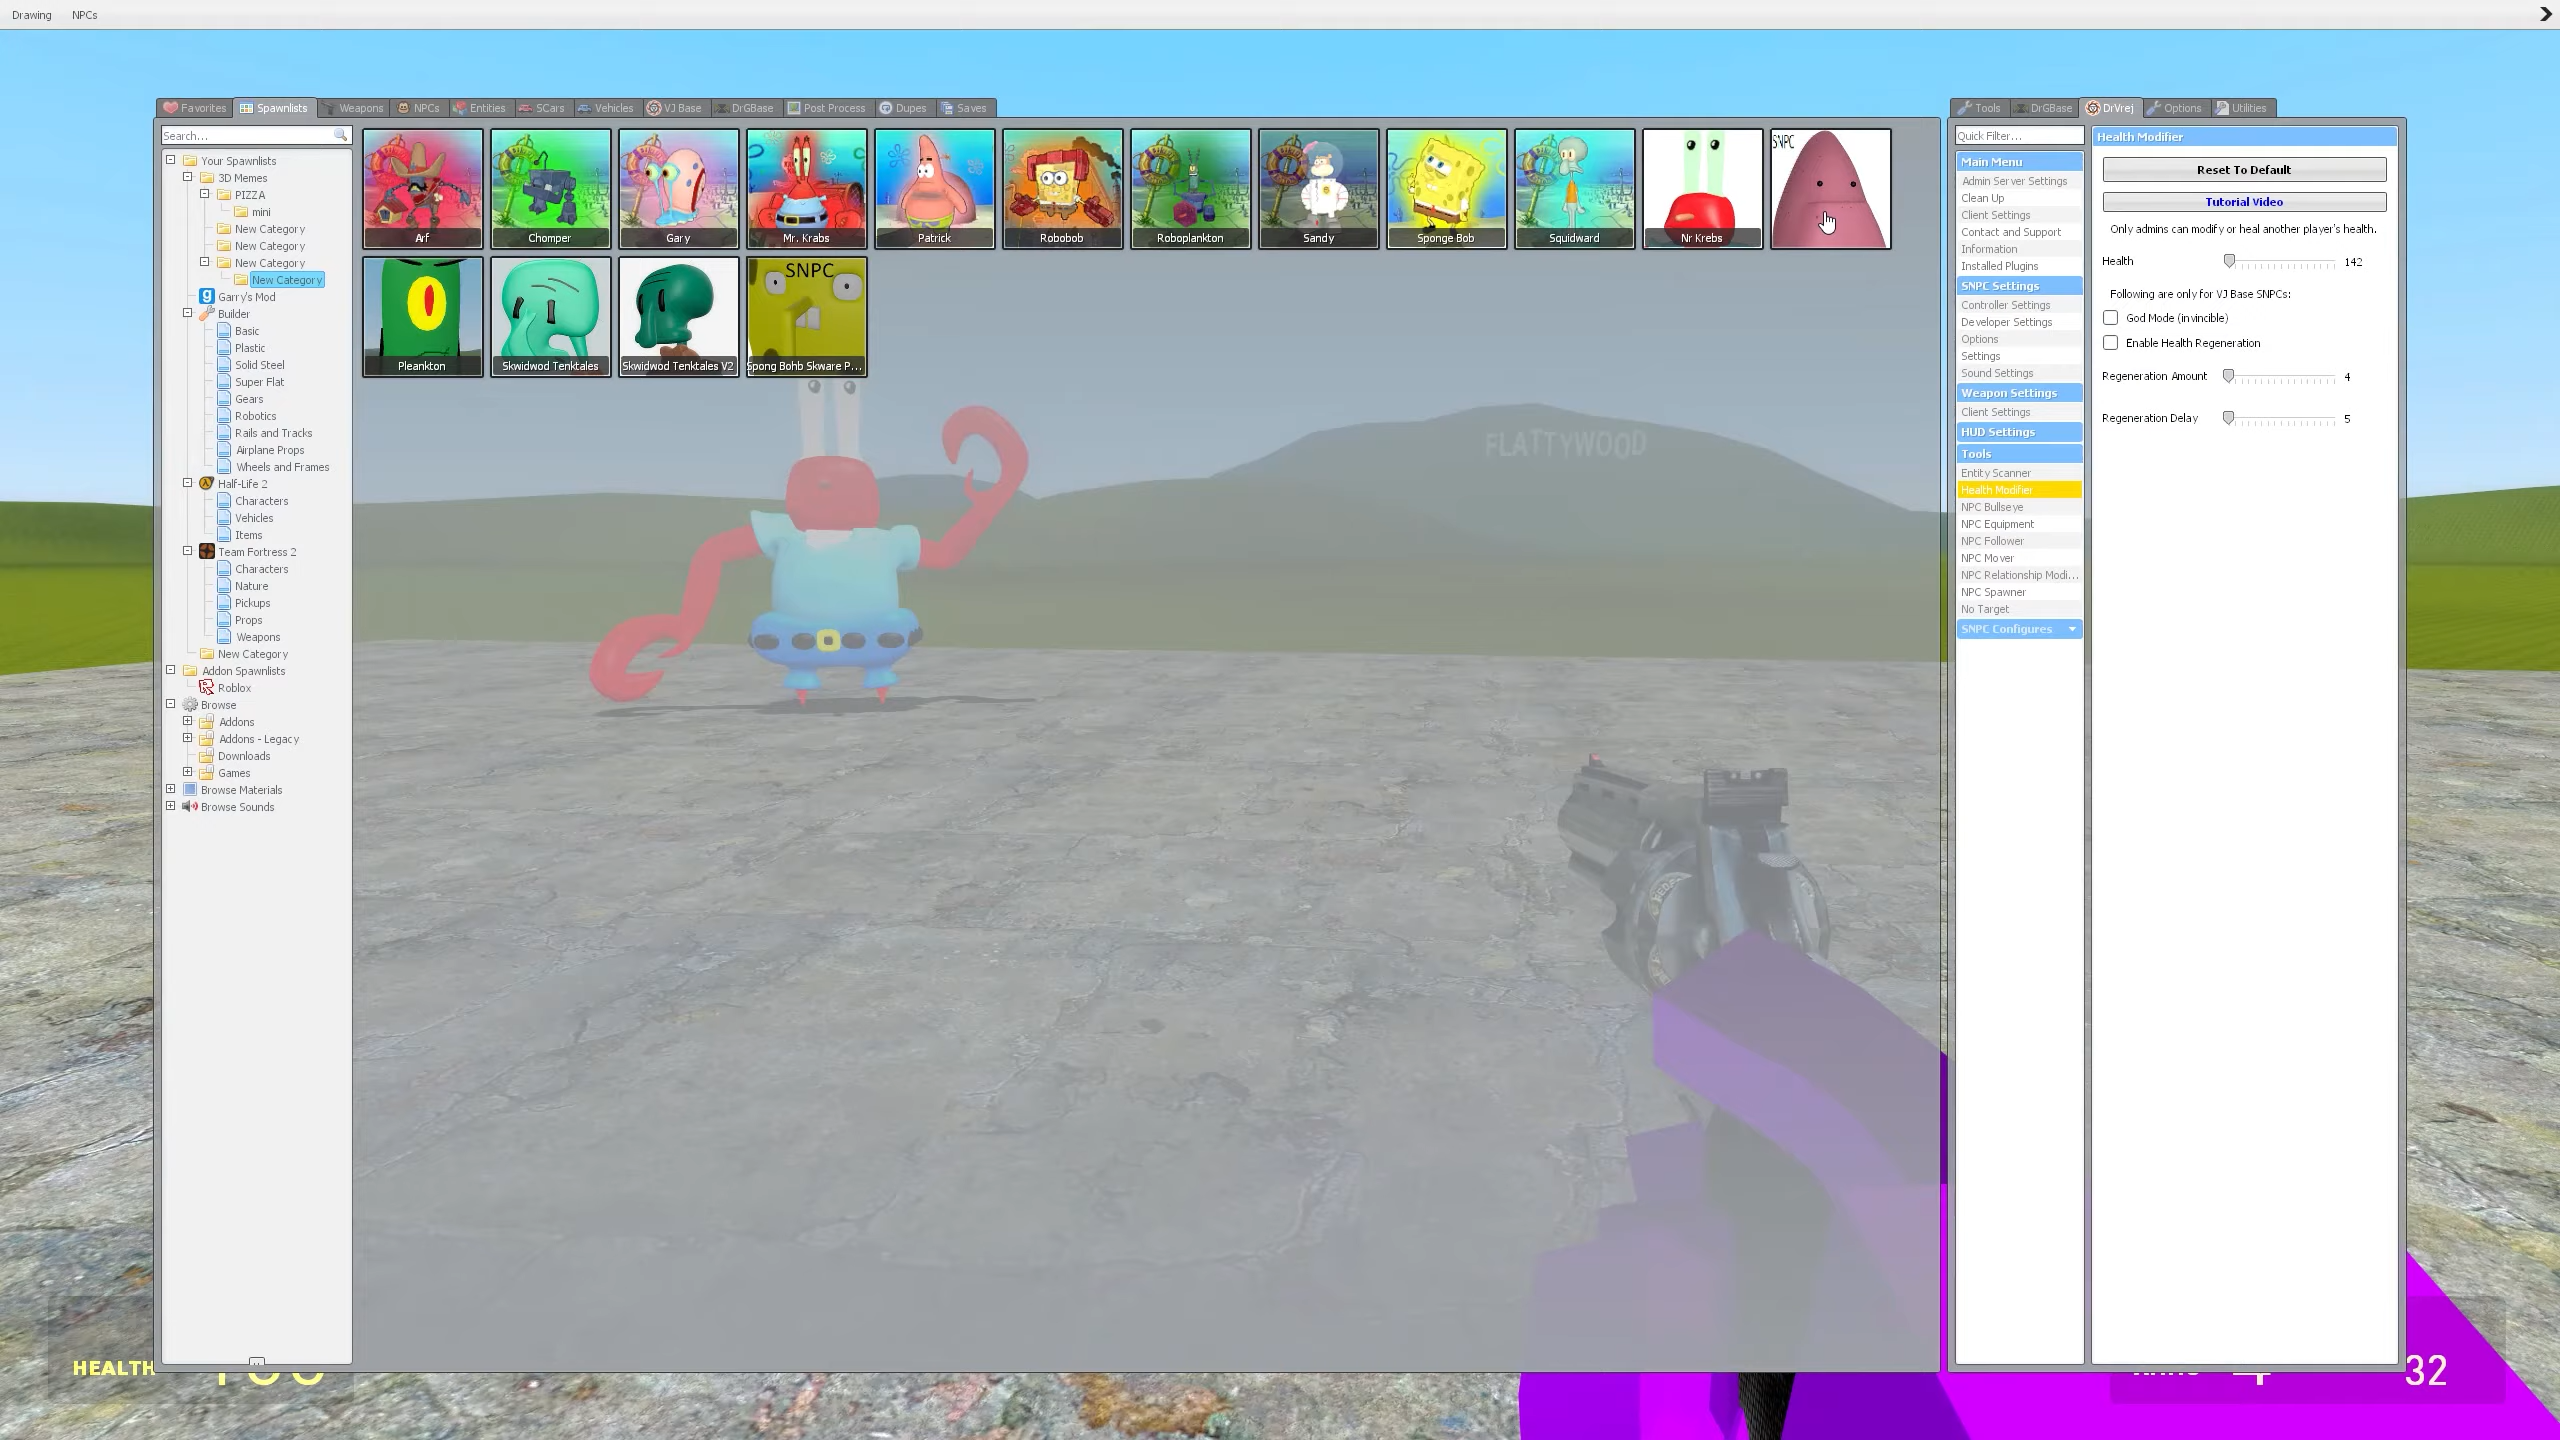 Drawing NPCs
Favorites Spawnlists Weapons NPCs Entities SCars Vehicles VJ Base DrGBase Post Process Dupes Saves
Search...
Your Spawnlists
3D Memes
PIZZA
mini
New Category
New Category
New Category
New Category
Garry's Mod
Builder
Basic
Plastic
Solid Steel
Super Flat
Gears
Robotics
Rails and Tracks
Airplane Props
Wheels and Frames
Half-Life 2
Characters
Vehicles
Items
Team Fortress 2
Characters
Nature
Pickups
Props
Weapons
New Category
Addon Spawnlists
Roblox
Browse
Addons
Addons - Legacy
Downloads
Games
Browse Materials
Browse Sounds
Arf
Chomper
Gary
Mr. Krabs
Patrick
Robobob
Roboplankton
Sandy
Sponge Bob
Squidward
Nr Krebs
SNPC
Pleankton
Skwidwod Tenktales
Skwidwod Tenktales V2
SNPC
Spong Bohb Skware P...
FLATTYWOOD
Tools DrGBase DrVrej Options Utilities
Quick Filter...
Main Menu
Admin Server Settings
Clean Up
Client Settings
Contact and Support
Information
Installed Plugins
SNPC Settings
Controller Settings
Developer Settings
Options
Settings
Sound Settings
Weapon Settings
Client Settings
HUD Settings
Tools
Entity Scanner
Health Modifier
NPC Bullseye
NPC Equipment
NPC Follower
NPC Mover
NPC Relationship Modi...
NPC Spawner
No Target
SNPC Configures
Health Modifier
Reset To Default
Tutorial Video
Only admins can modify or heal another player's health.
Health 142
Following are only for VJ Base SNPCs:
God Mode (invincible)
Enable Health Regeneration
Regeneration Amount 4
Regeneration Delay 5
HEALTH
32